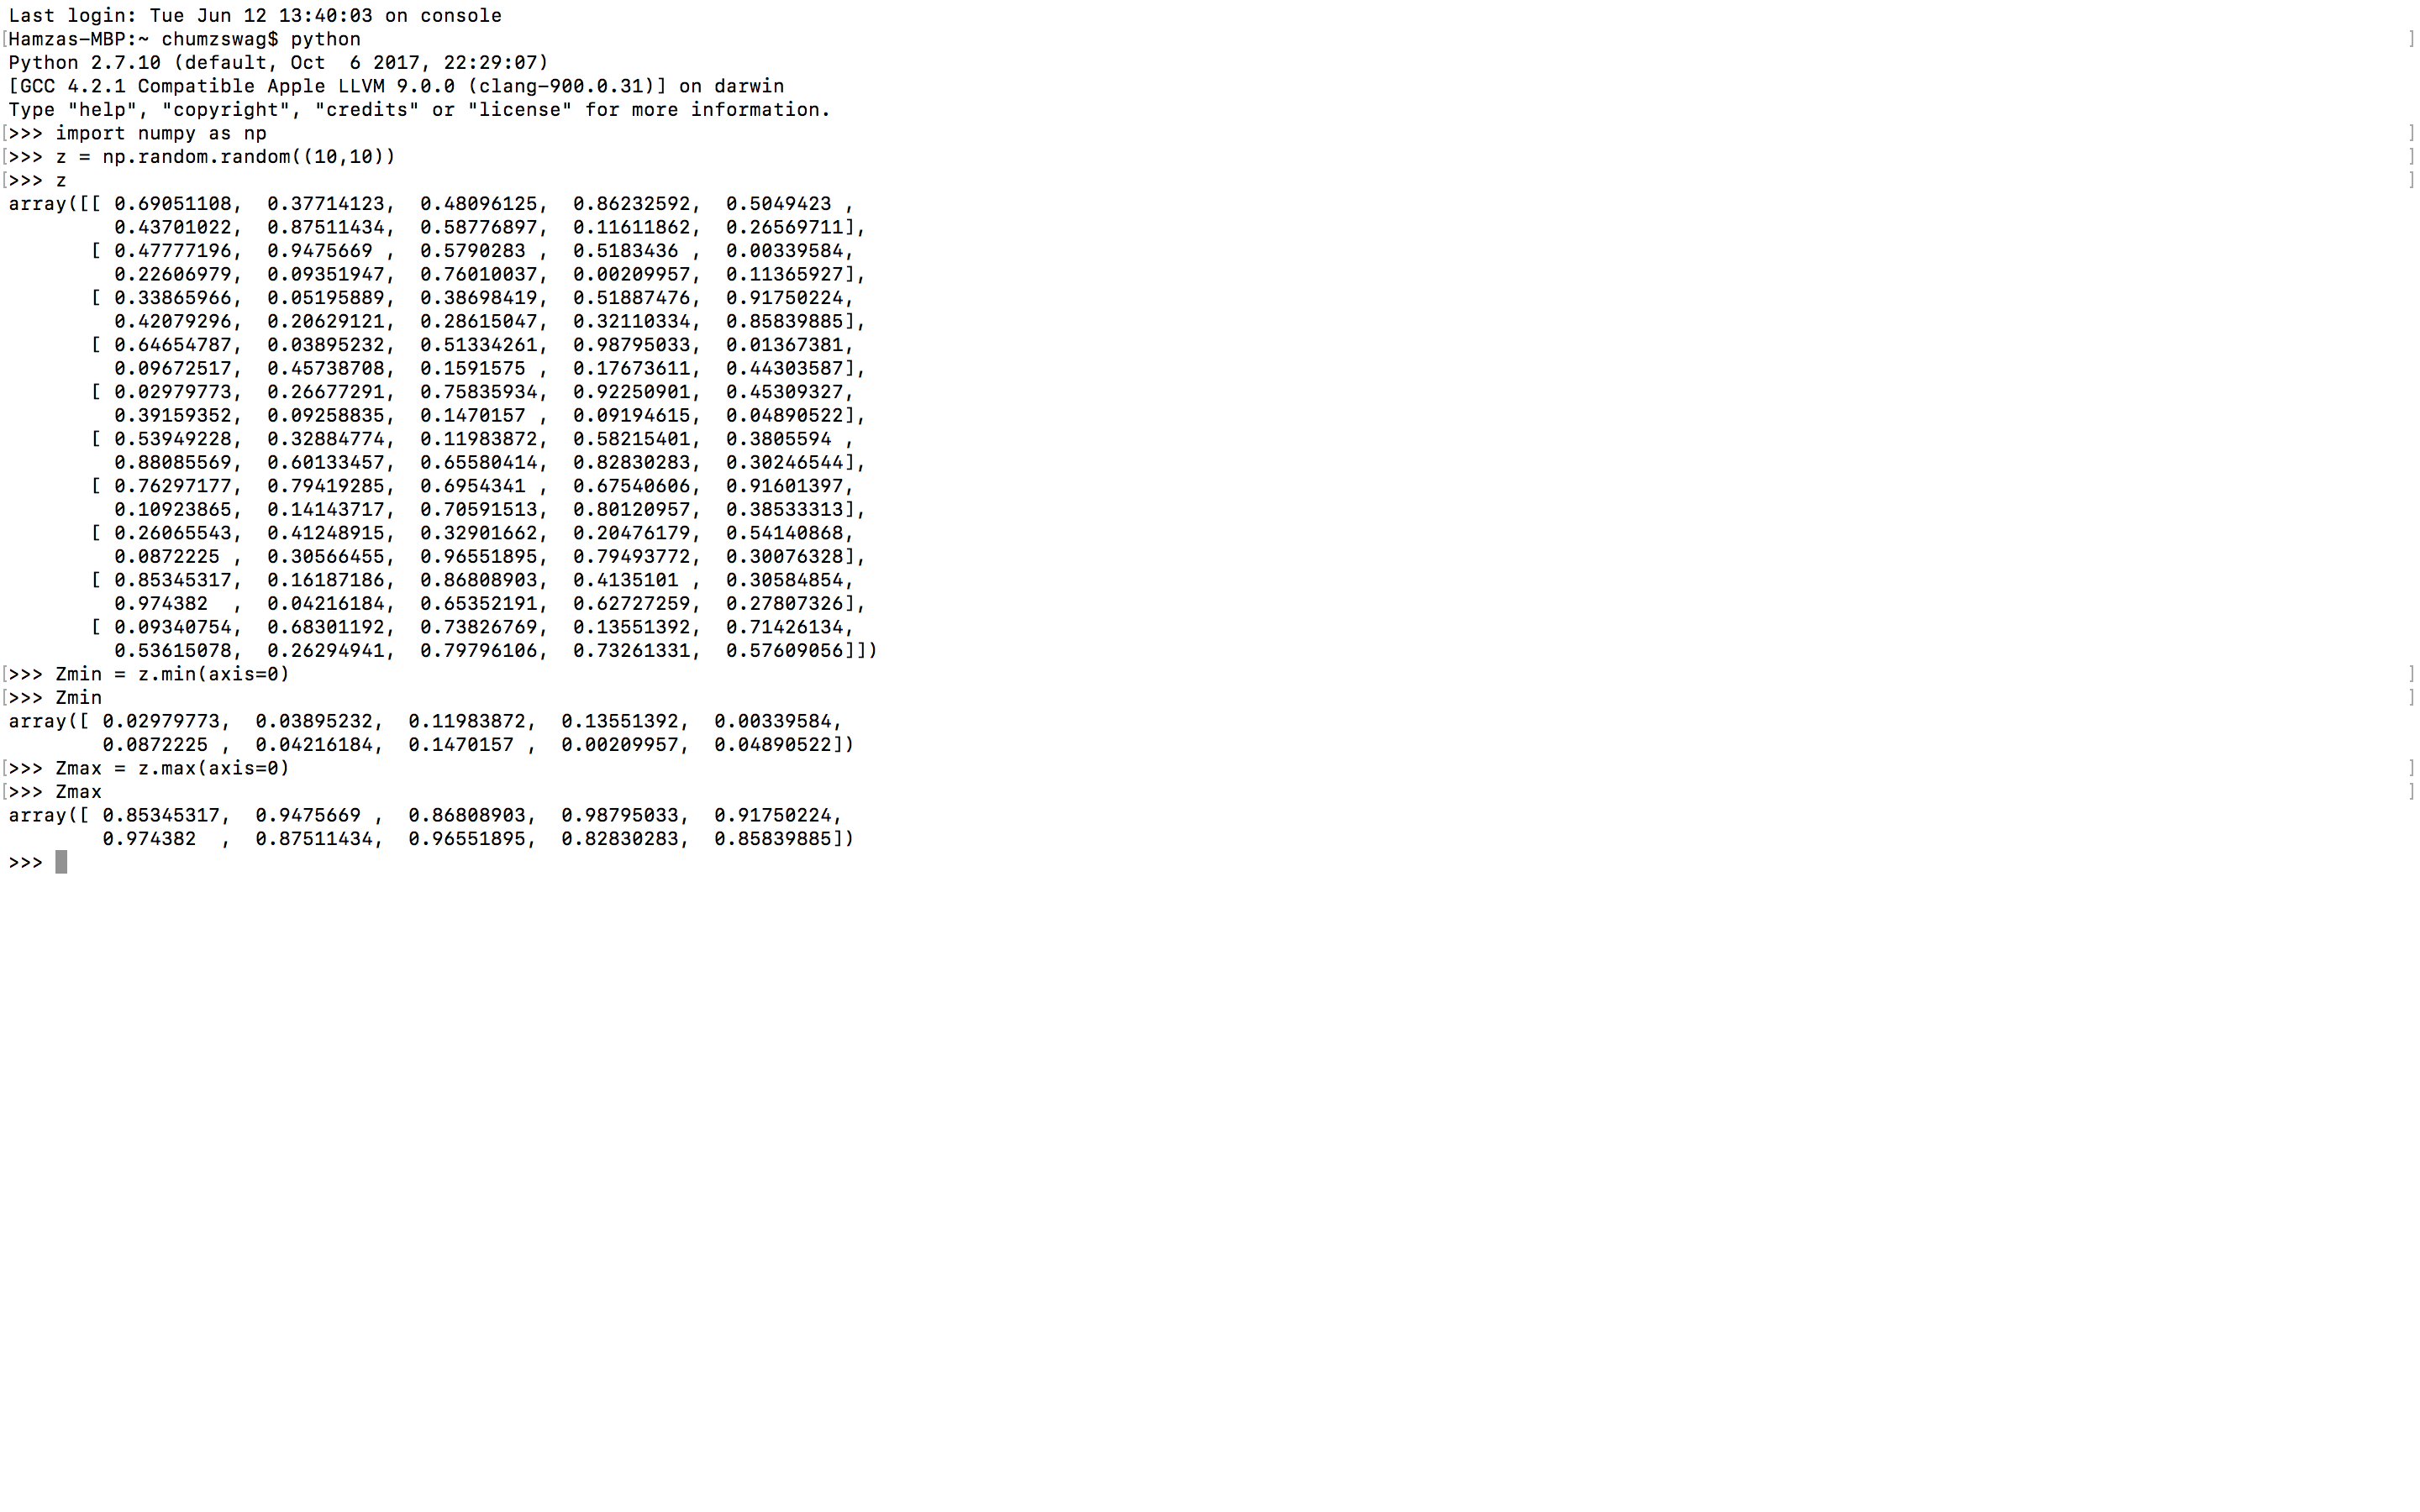 Last login: Tue Jun 12 13:40:03 on console
[Hamzas-MBP:~ chumzswag$ python ]
Python 2.7.10 (default, Oct  6 2017, 22:29:07)
[GCC 4.2.1 Compatible Apple LLVM 9.0.0 (clang-900.0.31)] on darwin
Type "help", "copyright", "credits" or "license" for more information.
[>>> import numpy as np ]
[>>> z = np.random.random((10,10)) ]
[>>> z ]
array([[ 0.69051108,  0.37714123,  0.48096125,  0.86232592,  0.5049423 ,
         0.43701022,  0.87511434,  0.58776897,  0.11611862,  0.26569711],
       [ 0.47777196,  0.9475669 ,  0.5790283 ,  0.5183436 ,  0.00339584,
         0.22606979,  0.09351947,  0.76010037,  0.00209957,  0.11365927],
       [ 0.33865966,  0.05195889,  0.38698419,  0.51887476,  0.91750224,
         0.42079296,  0.20629121,  0.28615047,  0.32110334,  0.85839885],
       [ 0.64654787,  0.03895232,  0.51334261,  0.98795033,  0.01367381,
         0.09672517,  0.45738708,  0.1591575 ,  0.17673611,  0.44303587],
       [ 0.02979773,  0.26677291,  0.75835934,  0.92250901,  0.45309327,
         0.39159352,  0.09258835,  0.1470157 ,  0.09194615,  0.04890522],
       [ 0.53949228,  0.32884774,  0.11983872,  0.58215401,  0.3805594 ,
         0.88085569,  0.60133457,  0.65580414,  0.82830283,  0.30246544],
       [ 0.76297177,  0.79419285,  0.6954341 ,  0.67540606,  0.91601397,
         0.10923865,  0.14143717,  0.70591513,  0.80120957,  0.38533313],
       [ 0.26065543,  0.41248915,  0.32901662,  0.20476179,  0.54140868,
         0.0872225 ,  0.30566455,  0.96551895,  0.79493772,  0.30076328],
       [ 0.85345317,  0.16187186,  0.86808903,  0.4135101 ,  0.30584854,
         0.974382  ,  0.04216184,  0.65352191,  0.62727259,  0.27807326],
       [ 0.09340754,  0.68301192,  0.73826769,  0.13551392,  0.71426134,
         0.53615078,  0.26294941,  0.79796106,  0.73261331,  0.57609056]])
[>>> Zmin = z.min(axis=0) ]
[>>> Zmin ]
array([ 0.02979773,  0.03895232,  0.11983872,  0.13551392,  0.00339584,
        0.0872225 ,  0.04216184,  0.1470157 ,  0.00209957,  0.04890522])
[>>> Zmax = z.max(axis=0) ]
[>>> Zmax ]
array([ 0.85345317,  0.9475669 ,  0.86808903,  0.98795033,  0.91750224,
        0.974382  ,  0.87511434,  0.96551895,  0.82830283,  0.85839885])
>>>